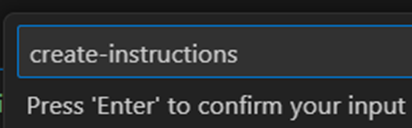 create-instructions
Press 'Enter' to confirm your input